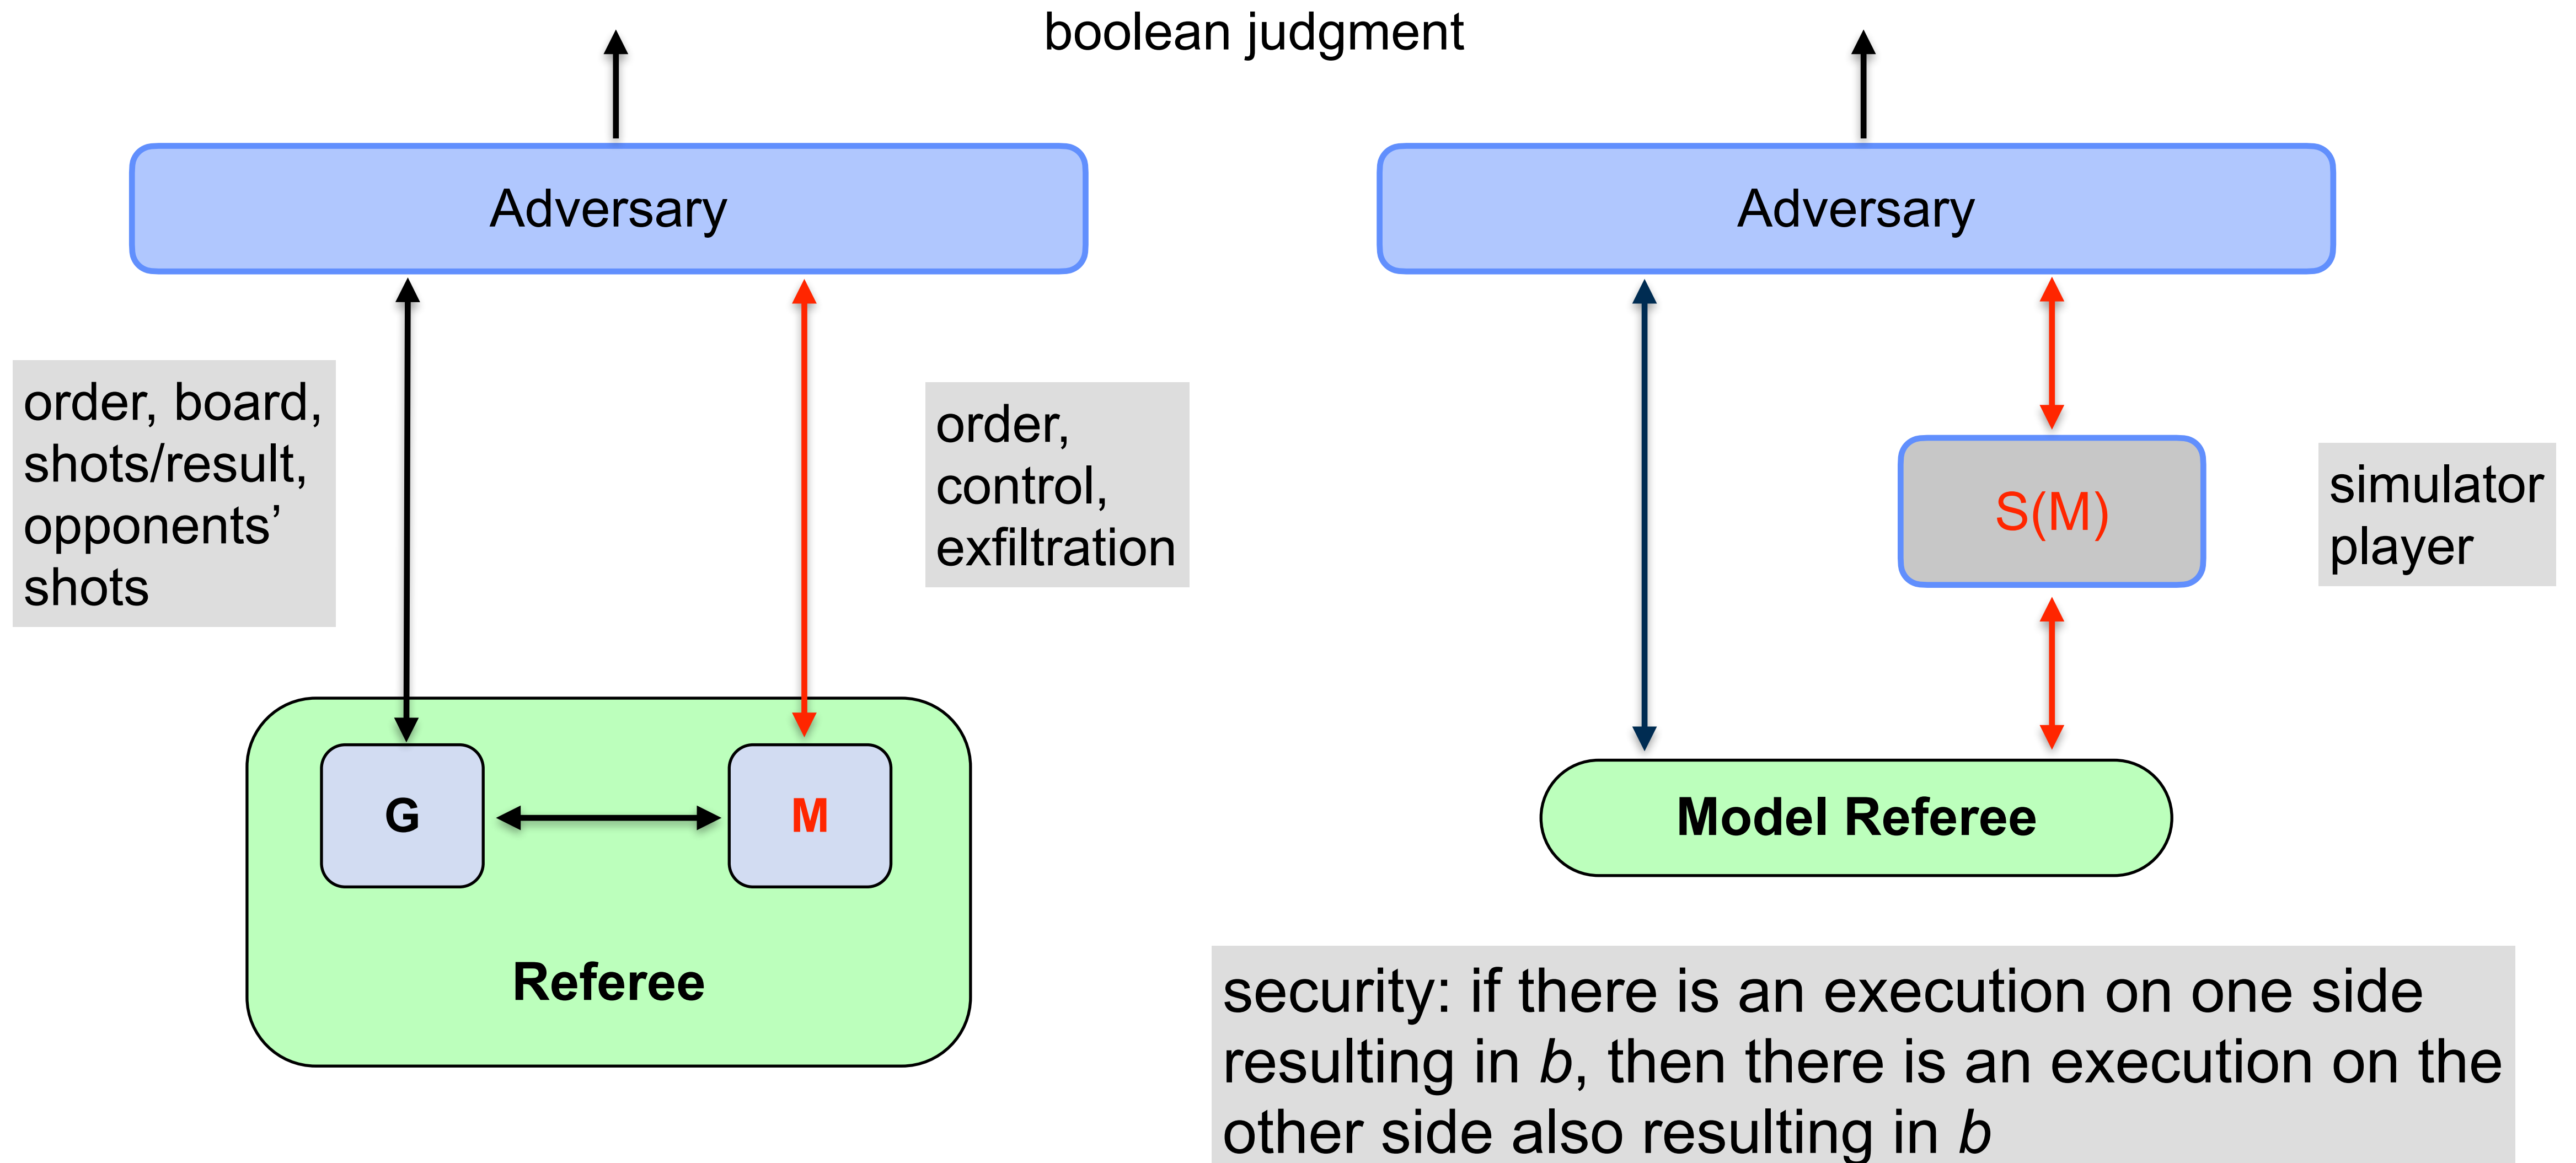 boolean judgment
Adversary
Adversary
order, board,
shots/result,
opponents’
shots
order,
control,
exfiltration
S(M)
simulator
player
G
M
Referee
Model Referee
security: if there is an execution on one side
resulting in b, then there is an execution on the
other side also resulting in b